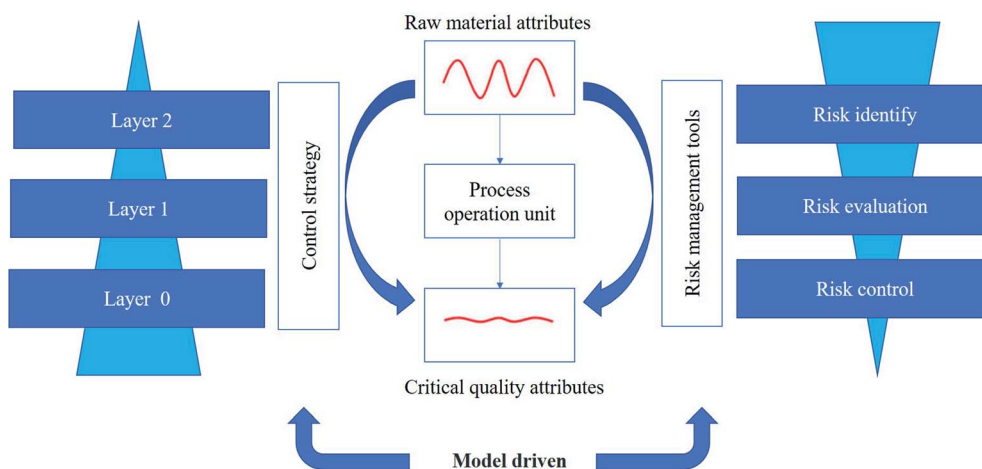 Raw material attributes
Layer 2
Layer 1
Layer 0
Control strategy
Process
operation unit
Critical quality attributes
Risk management tools
Risk identify
Risk evaluation
Risk control
Model driven